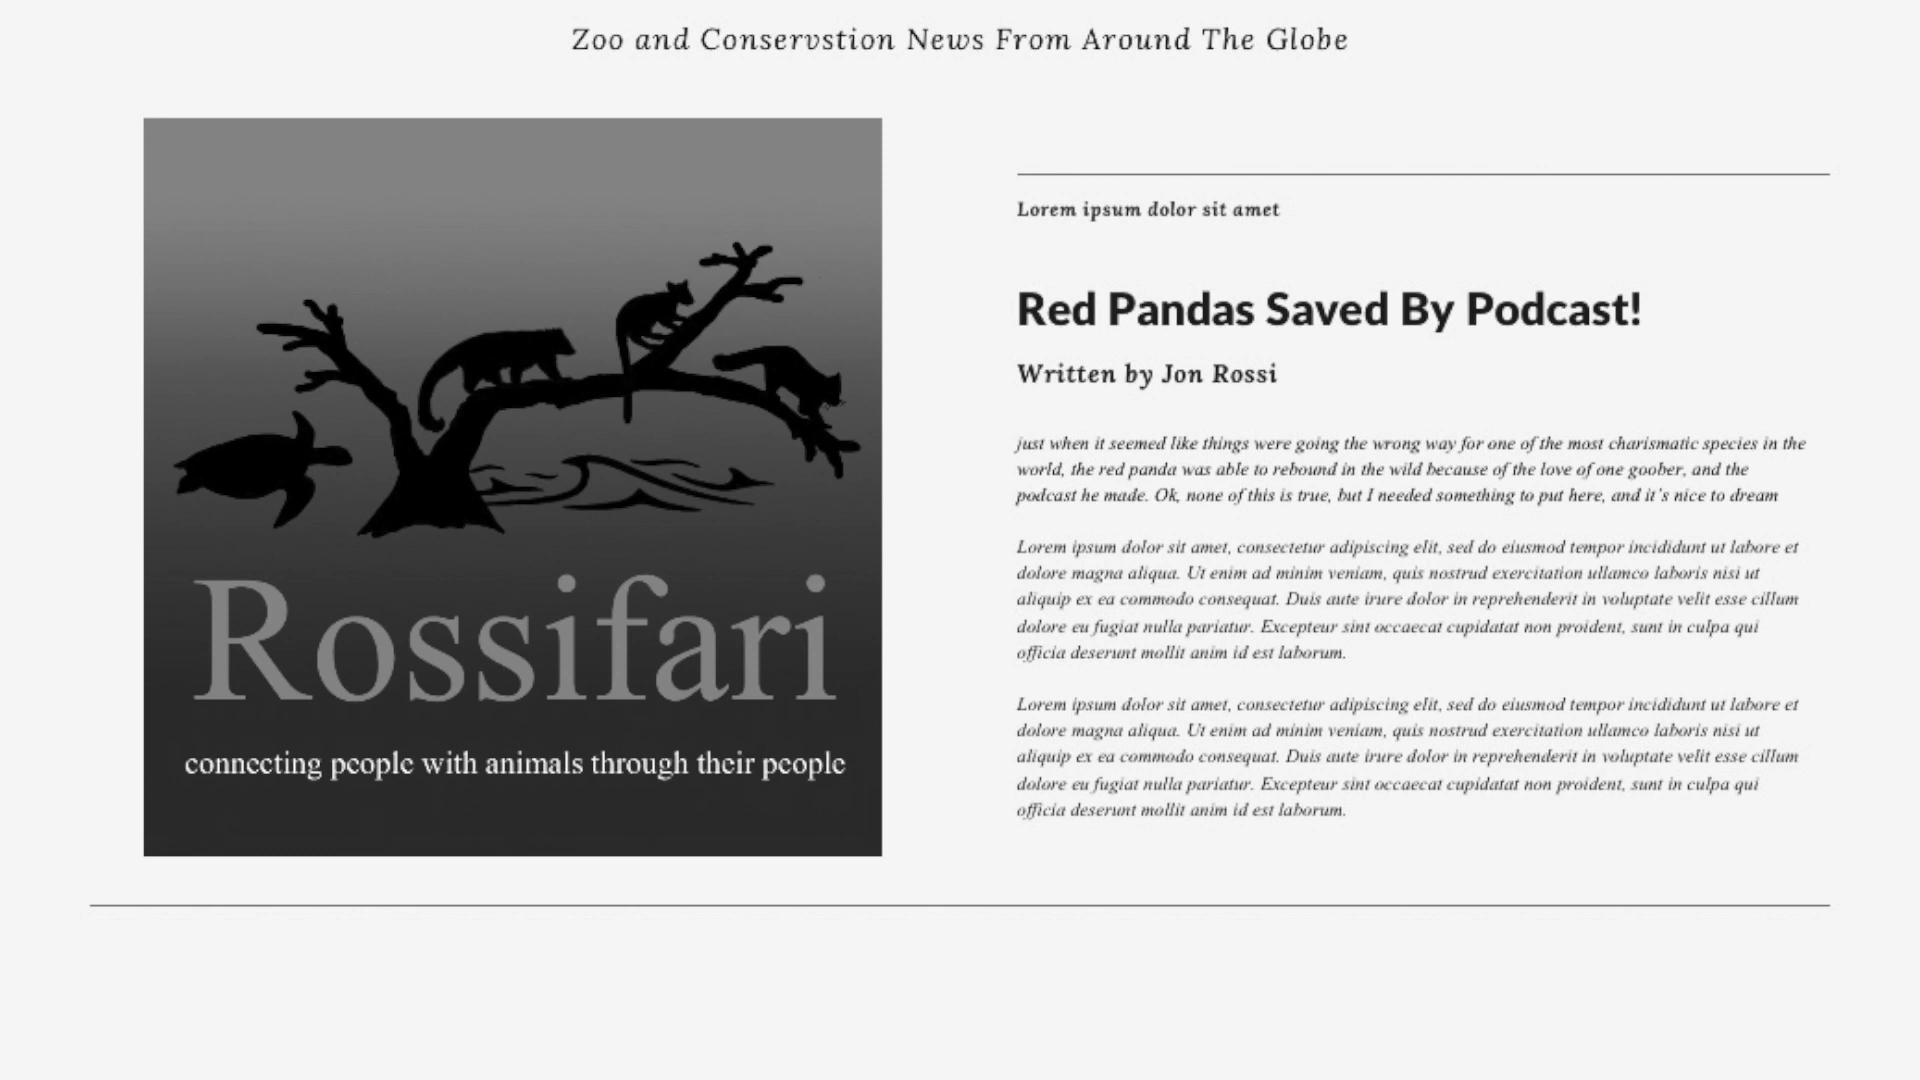 Zoo and Conservstion News From Around The Globe
Rossifari
connecting people with animals through their people
Lorem ipsum dolor sit amet
Red Pandas Saved By Podcast!
Written by Jon Rossi
just when it seemed like things were going the wrong way for one of the most charismatic species in the
world, the red panda was able to rebound in the wild because of the love of one goober, and the
podcast he made. Ok, none of this is true, but I needed something to put here, and it's nice to dream
Lorem ipsum dolor sit amet, consectetur adipiscing elit, sed do eiusmod tempor incididunt ut labore et
dolore magna aliqua. Ut enim ad minim veniam, quis nostrud exercitation ullamco laboris nisi ut
aliquip ex ea commodo consequat. Duis aute irure dolor in reprehenderit in voluptate velit esse cillum
dolore eu fugiat nulla pariatur. Excepteur sint occaecat cupidatat non proident, sunt in culpa qui
officia deserunt mollit anim id est laborum.
Lorem ipsum dolor sit amet, consectetur adipiscing elit, sed do eiusmod tempor incididunt ut labore et
dolore magna aliqua. Ut enim ad minim veniam, quis nostrud exercitation ullamco laboris nisi ut
aliquip ex ea commodo consequat. Duis aute irure dolor in reprehenderit in voluptate velit esse cillum
dolore eu fugiat nulla pariatur. Excepteur sint occaecat cupidatat non proident, sunt in culpa qui
officia deserunt mollit anim id est laborum.